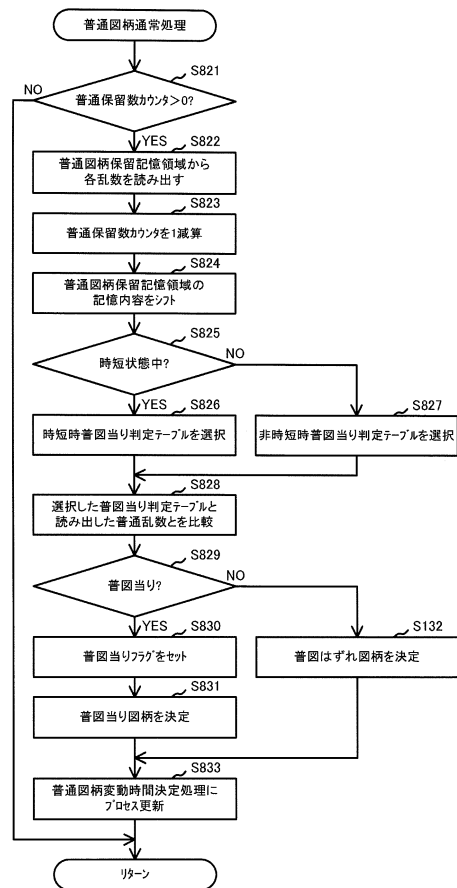 普通図柄通常処理
S821
NO
普通保留数カウンタ>0?
YES
S822
普通図柄保留記憶領域から
各乱数を読み出す
S823
普通保留数カウンタを1減算
S824
普通図柄保留記憶領域の
記憶内容をシフト
S825
時短状態中?
NO
YES
S826
時短時普図当り判定テーブルを選択
S827
非時短時普図当り判定テーブルを選択
S828
選択した普図当り判定テーブルと
読み出した普通乱数とを比較
S829
普図当り?
NO
YES
S830
普図当りフラグをセット
S132
普図はずれ図柄を決定
S831
普図当り図柄を決定
S833
普通図柄変動時間決定処理に
プロセス更新
リターン